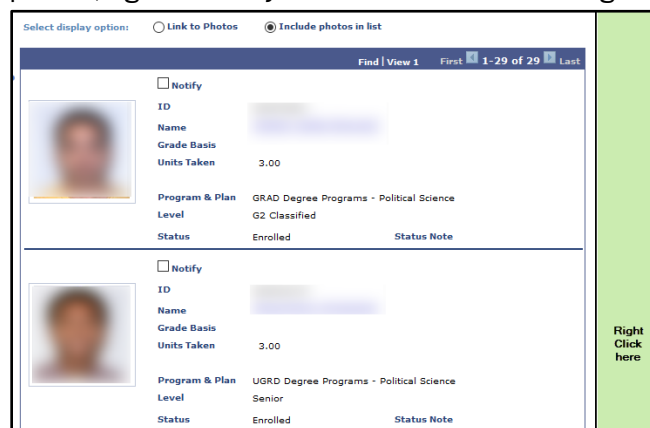 Select display option: Link to Photos Include photos in list
Find | View 1 First 1-29 of 29 Last
Notify
ID
Name
Grade Basis
Units Taken 3.00
Program & Plan GRAD Degree Programs - Political Science
Level G2 Classified
Status Enrolled Status Note
Notify
ID
Name
Grade Basis
Units Taken 3.00
Program & Plan UGRD Degree Programs - Political Science
Level Senior
Status Enrolled Status Note
Right
Click
here